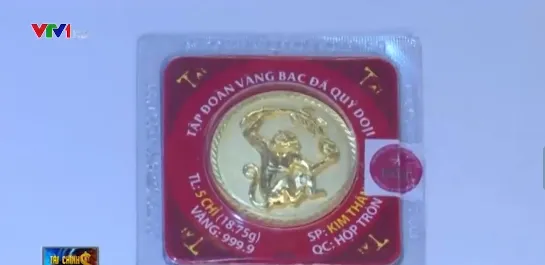 VTV1
Tài
Tài
TẬP ĐOÀN VÀNG BẠC ĐÁ QUÝ DOJI
TL: 5 CHỈ (18.75g)
VÀNG: 999.9
SP: KIM THÂN
QC: HỘP TRÒN
Tài
Tài
TÀI CHÍNH